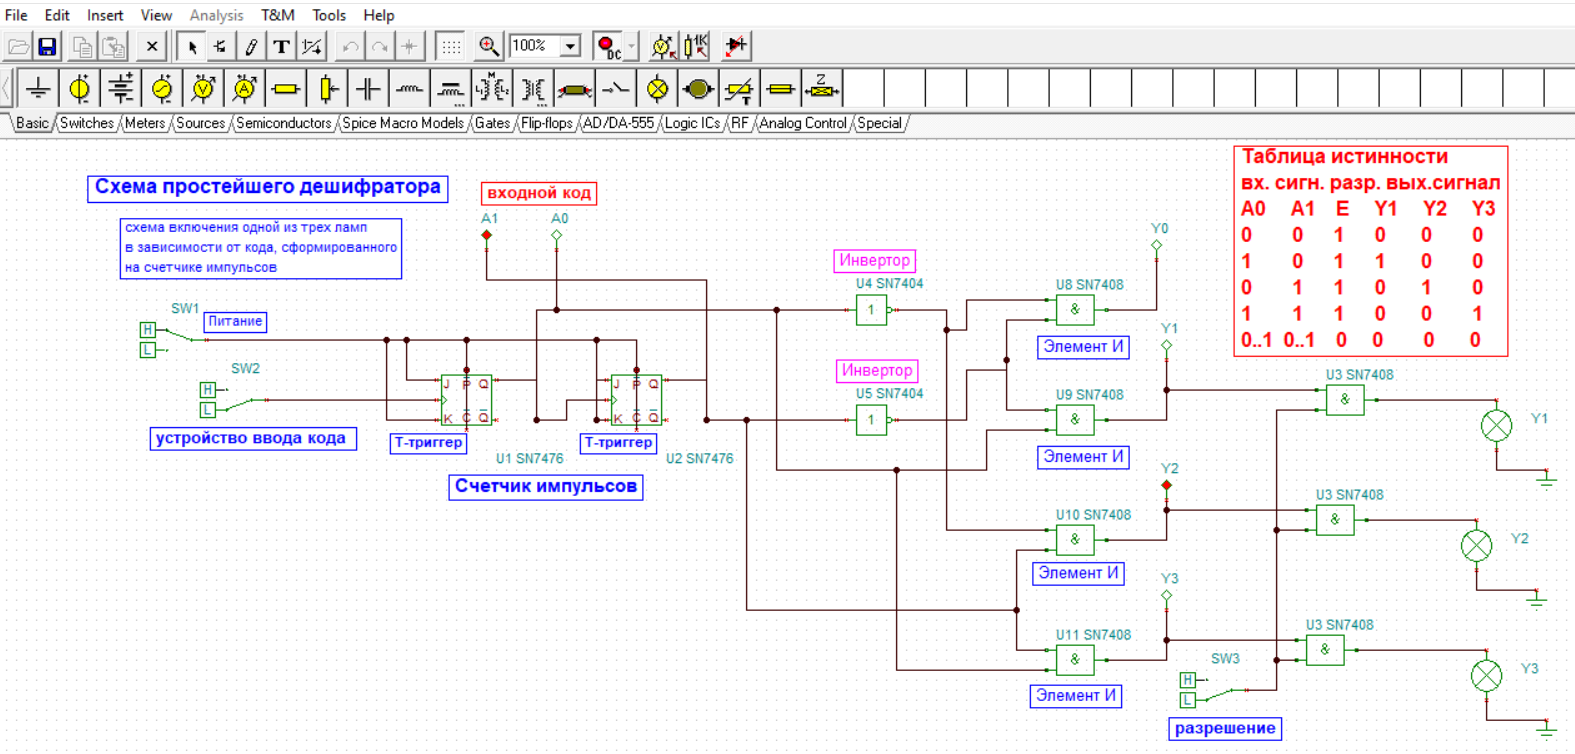 File Edit Insert View Analysis T&M Tools Help
T 100% DC 1K
M L1 L2 Z
Basic Switches Meters Sources Semiconductors Spice Macro Models Gates Flip-flops AD/DA-555 Logic ICs RF Analog Control Special
Схема простейшего дешифратора
схема включения одной из трех ламп
в зависимости от кода, сформированного
на счетчике импульсов
входной код
A1 A0
Таблица истинности
вх. сигн. разр. вых.сигнал
A0 A1 E Y1 Y2 Y3
0 0 1 0 0 0
1 0 1 1 0 0
0 1 1 0 1 0
1 1 1 0 0 1
0..1 0..1 0 0 0 0
SW1
H
L
Питание
SW2
H
L
устройство ввода кода
J P Q
K C Q
Т-триггер
U1 SN7476
J P Q
K C Q
Т-триггер
U2 SN7476
Счетчик импульсов
Инвертор
U4 SN7404
1
Инвертор
U5 SN7404
1
Y0
U8 SN7408
&
Элемент И
Y1
U9 SN7408
&
Элемент И
Y2
U10 SN7408
&
Элемент И
Y3
U11 SN7408
&
Элемент И
U3 SN7408
&
Y1
U3 SN7408
&
Y2
U3 SN7408
&
Y3
SW3
H
L
разрешение